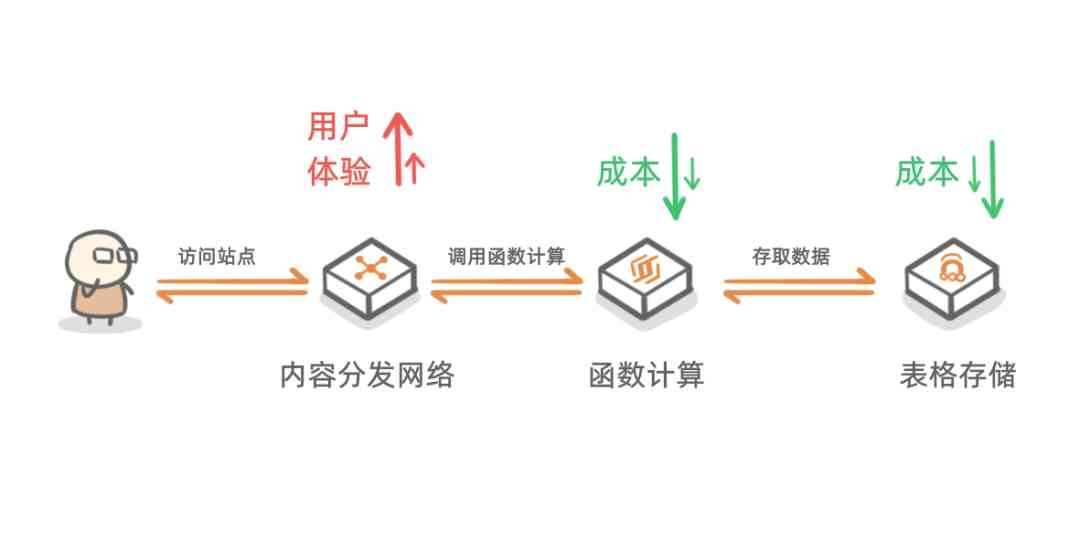 用户
体验
成本
成本
访问站点
调用函数计算
存取数据
内容分发网络
函数计算
表格存储